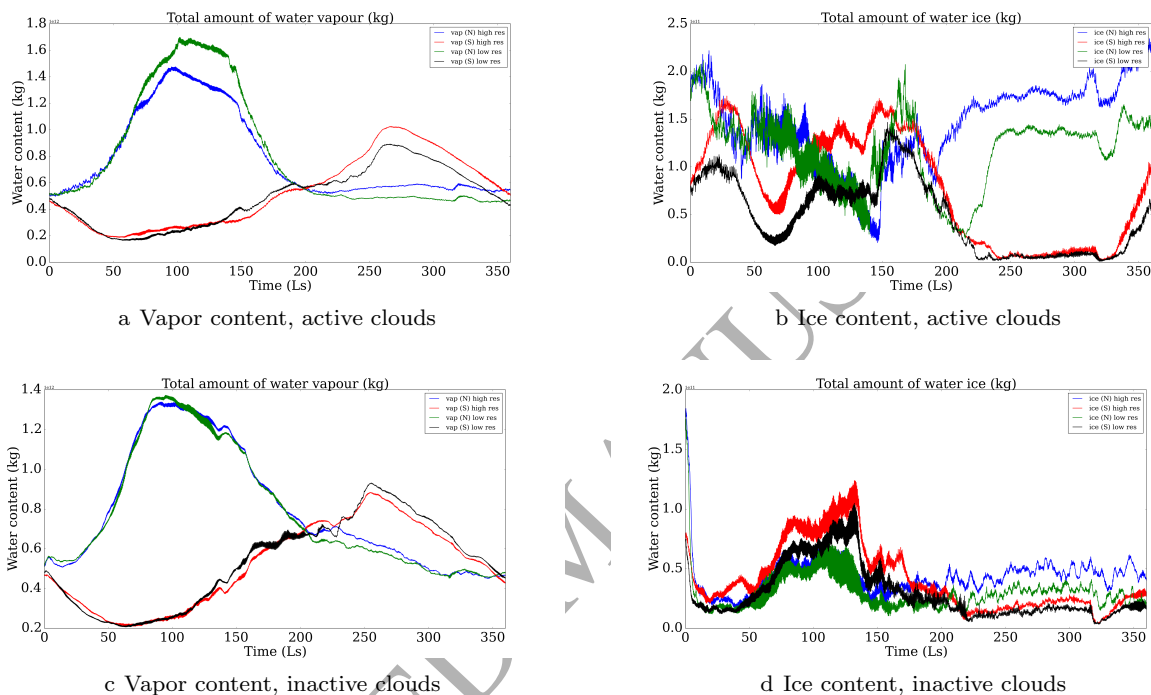 Total amount of water vapour (kg)
1e12
1.8
1.6
1.4
1.2
1.0
0.8
0.6
0.4
0.2
0.0
Water content (kg)
vap (N) high res
vap (S) high res
vap (N) low res
vap (S) low res
0 50 100 150 200 250 300 350
Time (Ls)
a Vapor content, active clouds
Total amount of water ice (kg)
1e11
2.5
2.0
1.5
1.0
0.5
0.0
Water content (kg)
ice (N) high res
ice (S) high res
ice (N) low res
ice (S) low res
0 50 100 150 200 250 300 350
Time (Ls)
b Ice content, active clouds
Total amount of water vapour (kg)
1e12
1.4
1.2
1.0
0.8
0.6
0.4
0.2
Water content (kg)
vap (N) high res
vap (S) high res
vap (N) low res
vap (S) low res
0 50 100 150 200 250 300 350
Time (Ls)
c Vapor content, inactive clouds
Total amount of water ice (kg)
1e11
2.0
1.5
1.0
0.5
0.0
Water content (kg)
ice (N) high res
ice (S) high res
ice (N) low res
ice (S) low res
0 50 100 150 200 250 300 350
Time (Ls)
d Ice content, inactive clouds